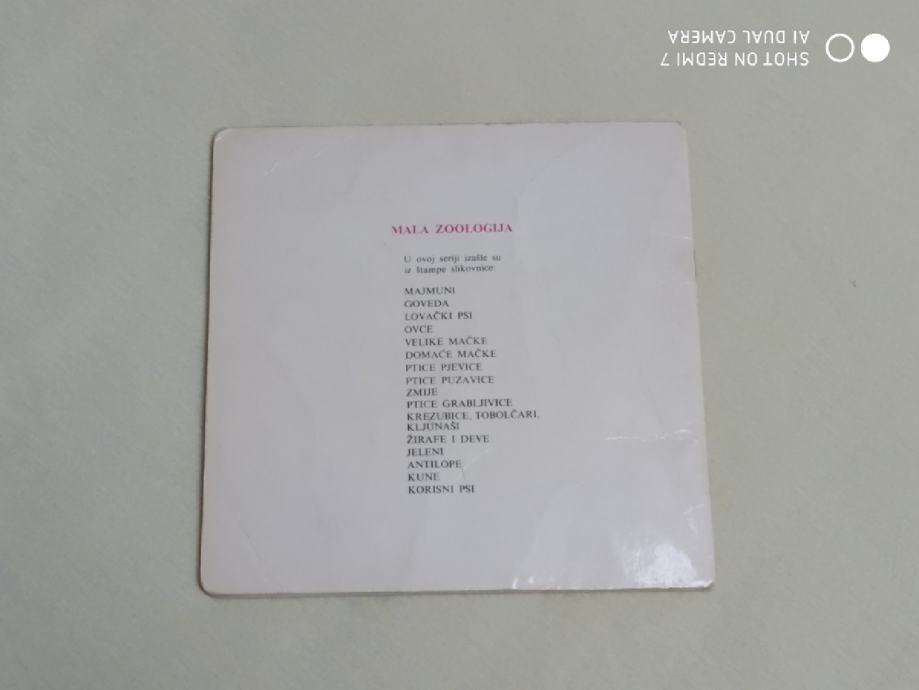 SHOT ON REDMI 7
AI DUAL CAMERA
MALA ZOOLOGIJA
U ovoj seriji izašle su
iz štampe slikovnice:
MAJMUNI
GOVEDA
LOVAČKI PSI
OVCE
VELIKE MAČKE
DOMAĆE MAČKE
PTICE PJEVICE
PTICE PUZAVICE
ZMIJE
PTICE GRABLJIVICE
KREZUBICE, TOBOLČARI,
KLJUNAŠI
ŽIRAFE I DEVE
JELENI
ANTILOPE
KUNE
KORISNI PSI